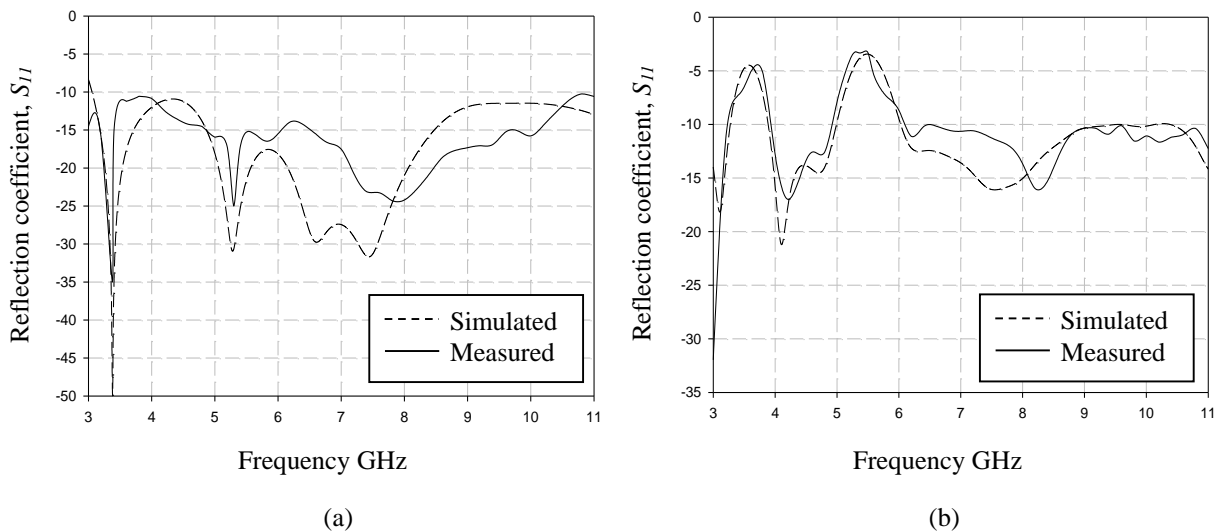 Reflection coefficient, S11
0
-5
-10
-15
-20
-25
-30
-35
-40
-45
-50
Simulated
Measured
3 4 5 6 7 8 9 10 11
Frequency GHz
(a)
Reflection coefficient, S11
0
-5
-10
-15
-20
-25
-30
-35
Simulated
Measured
3 4 5 6 7 8 9 10 11
Frequency GHz
(b)